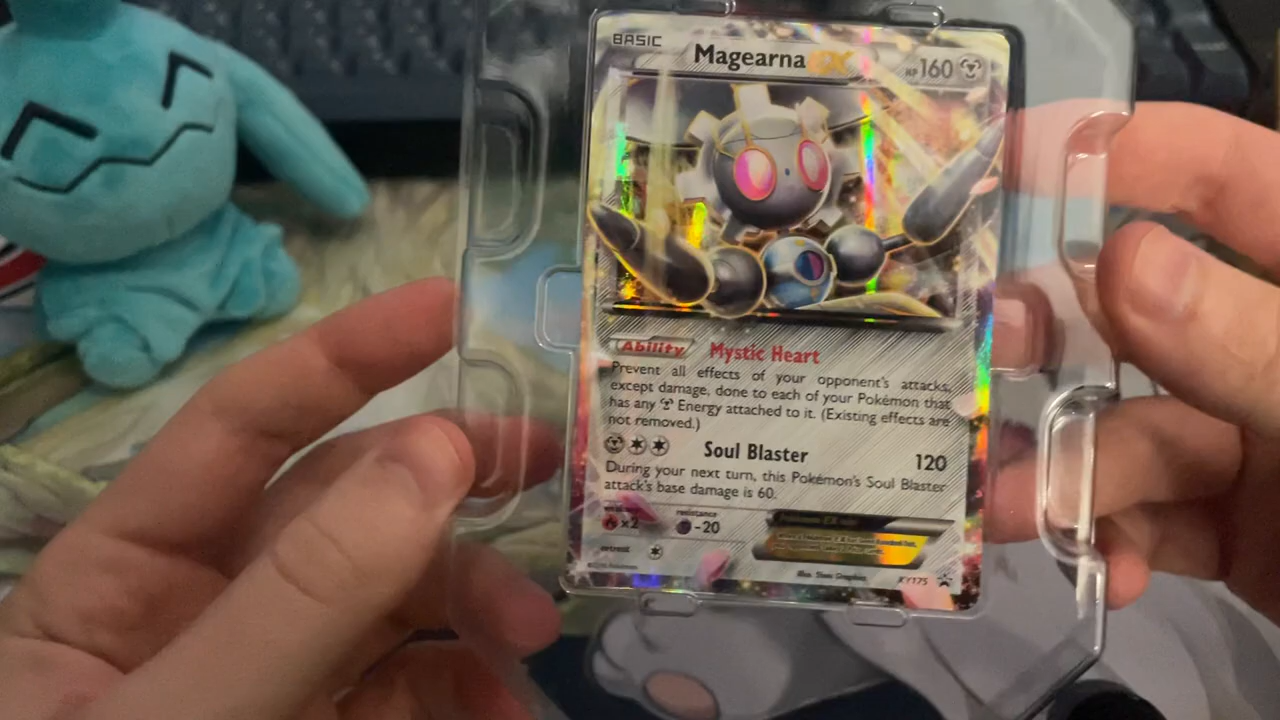 BASIC
Magearna EX
HP160
Ability Mystic Heart
Prevent all effects of your opponent's attacks,
except damage, done to each of your Pokémon that
has any Energy attached to it. (Existing effects are
not removed.)
Soul Blaster 120
During your next turn, this Pokémon's Soul Blaster
attack's base damage is 60.
weakness resistance
×2 -20
retreat
Illus. 5ban Graphics
XY175